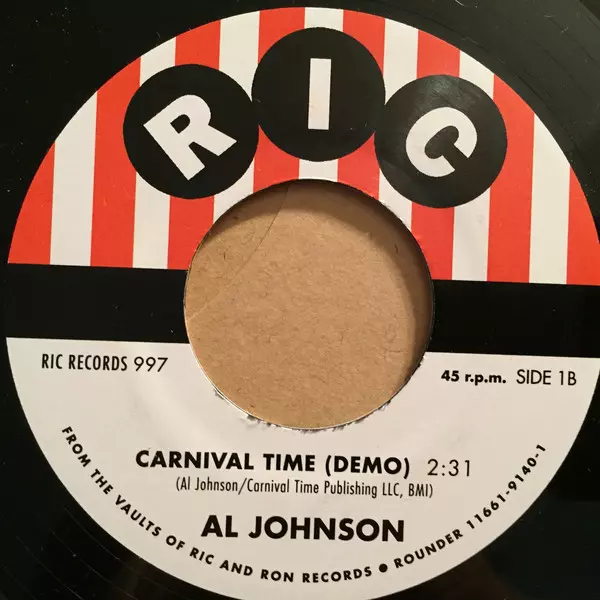 RIC
RIC RECORDS 997
45 r.p.m. SIDE 1B
CARNIVAL TIME (DEMO) 2:31
(Al Johnson/Carnival Time Publishing LLC, BMI)
AL JOHNSON
FROM THE VAULTS OF RIC AND RON RECORDS • ROUNDER 11661-9140-1